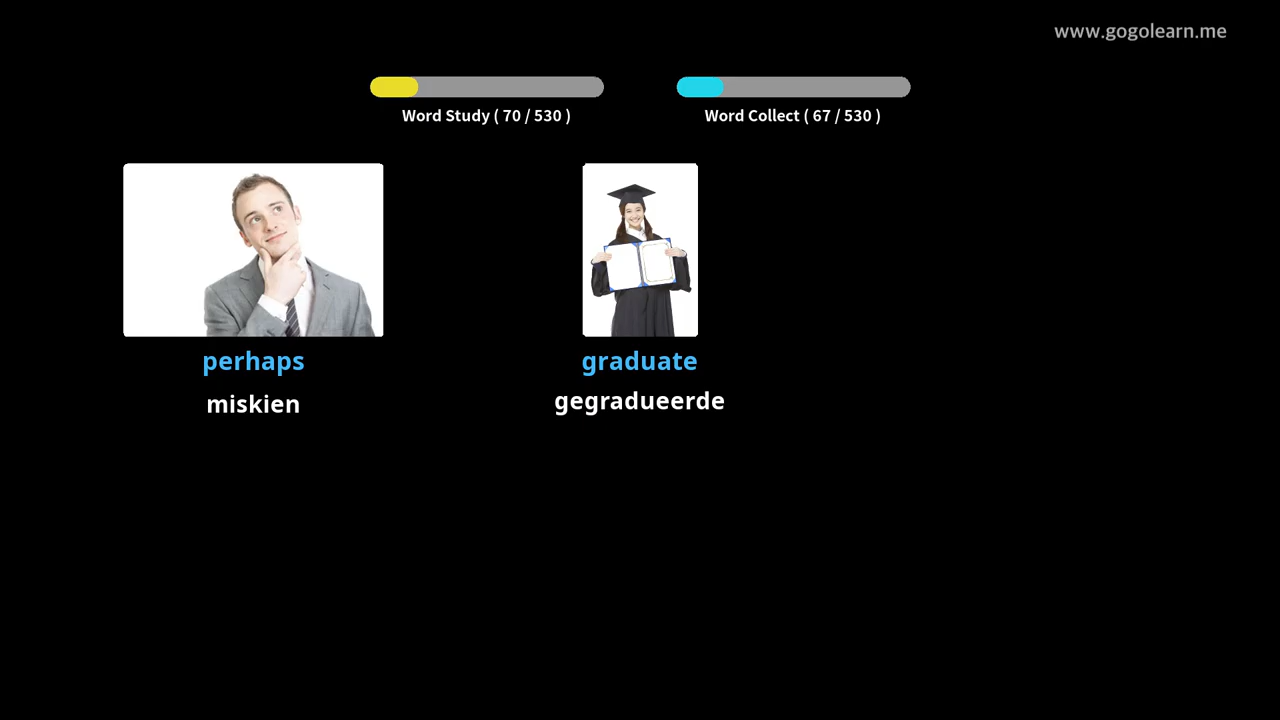 www.gogolearn.me
Word Study ( 70 / 530 )
Word Collect ( 67 / 530 )
perhaps
miskien
graduate
gegradueerde